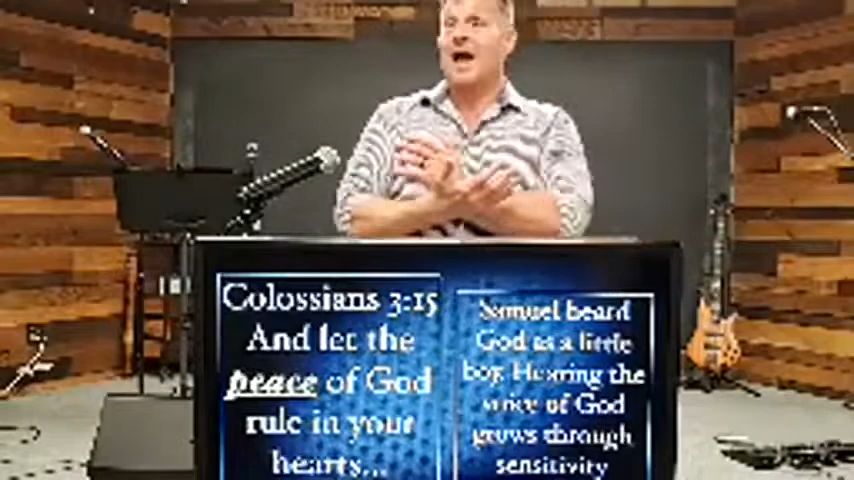 Colossians 3:15
And let the
peace of God
rule in your
hearts...
Samuel heard
God as a little
boy. Hearing the
voice of God
grows through
sensitivity